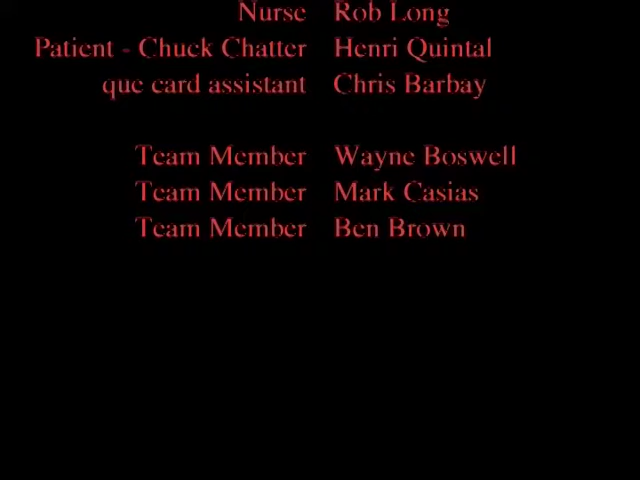 Nurse Rob Long
Patient - Chuck Chatter Henri Quintal
que card assistant Chris Barbay
Team Member Wayne Boswell
Team Member Mark Casias
Team Member Ben Brown